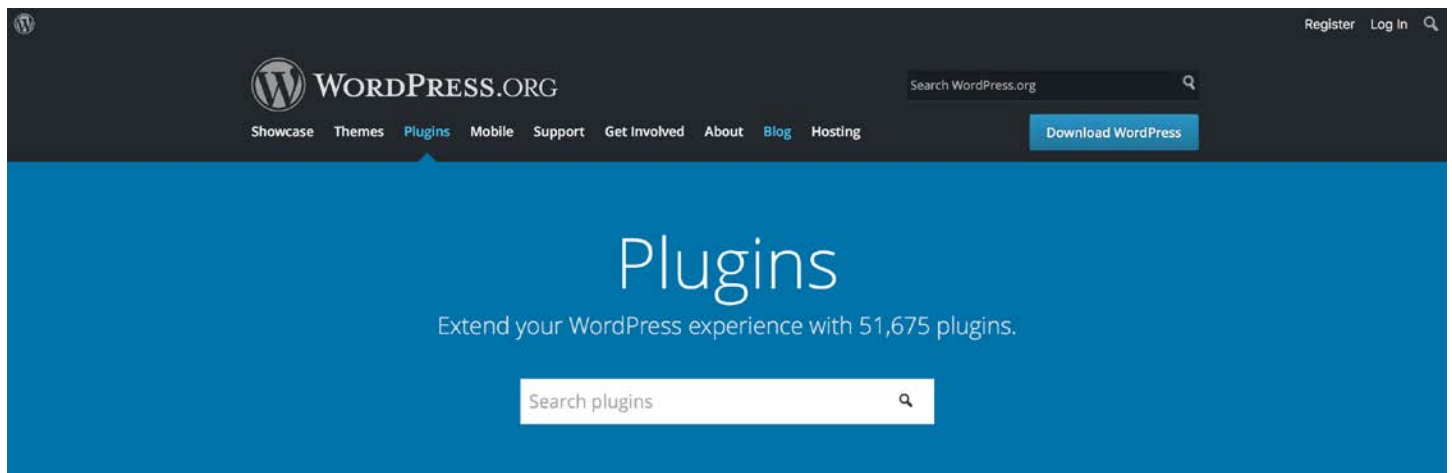 Register Log In
WORDPRESS.ORG
Search WordPress.org
Showcase Themes Plugins Mobile Support Get Involved About Blog Hosting
Download WordPress
Plugins
Extend your WordPress experience with 51,675 plugins.
Search plugins